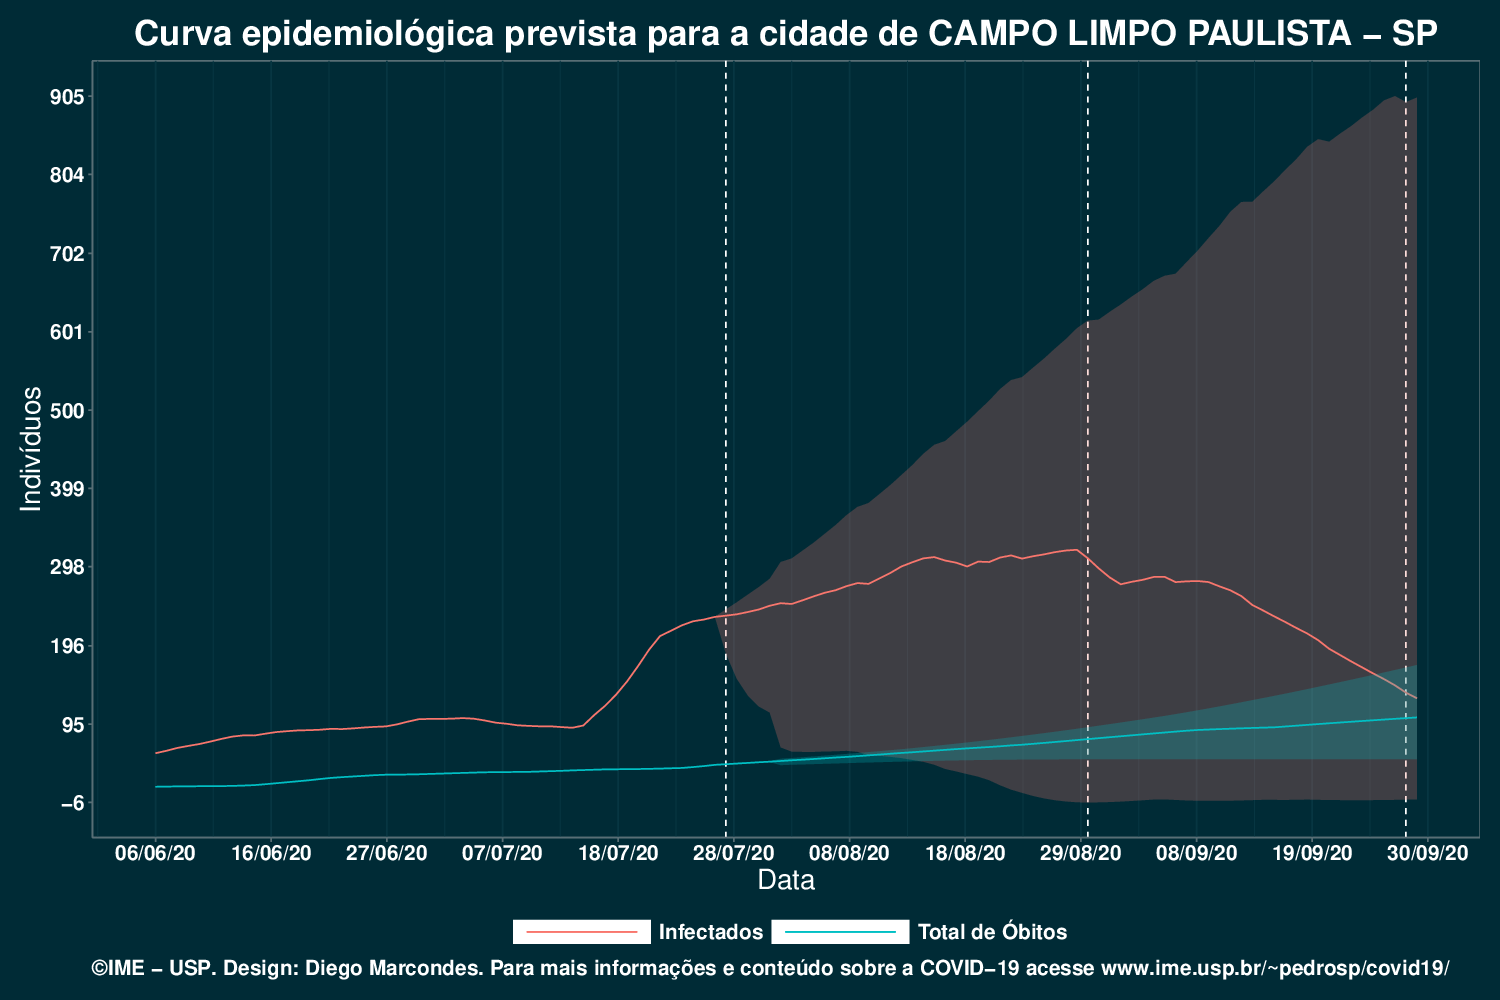 Curva epidemiológica prevista para a cidade de CAMPO LIMPO PAULISTA – SP
Indivíduos
905
804
702
601
500
399
298
196
95
–6
06/06/20 16/06/20 27/06/20 07/07/20 18/07/20 28/07/20 08/08/20 18/08/20 29/08/20 08/09/20 19/09/20 30/09/20
Data
Infectados Total de Óbitos
©IME – USP. Design: Diego Marcondes. Para mais informações e conteúdo sobre a COVID–19 acesse www.ime.usp.br/~pedrosp/covid19/